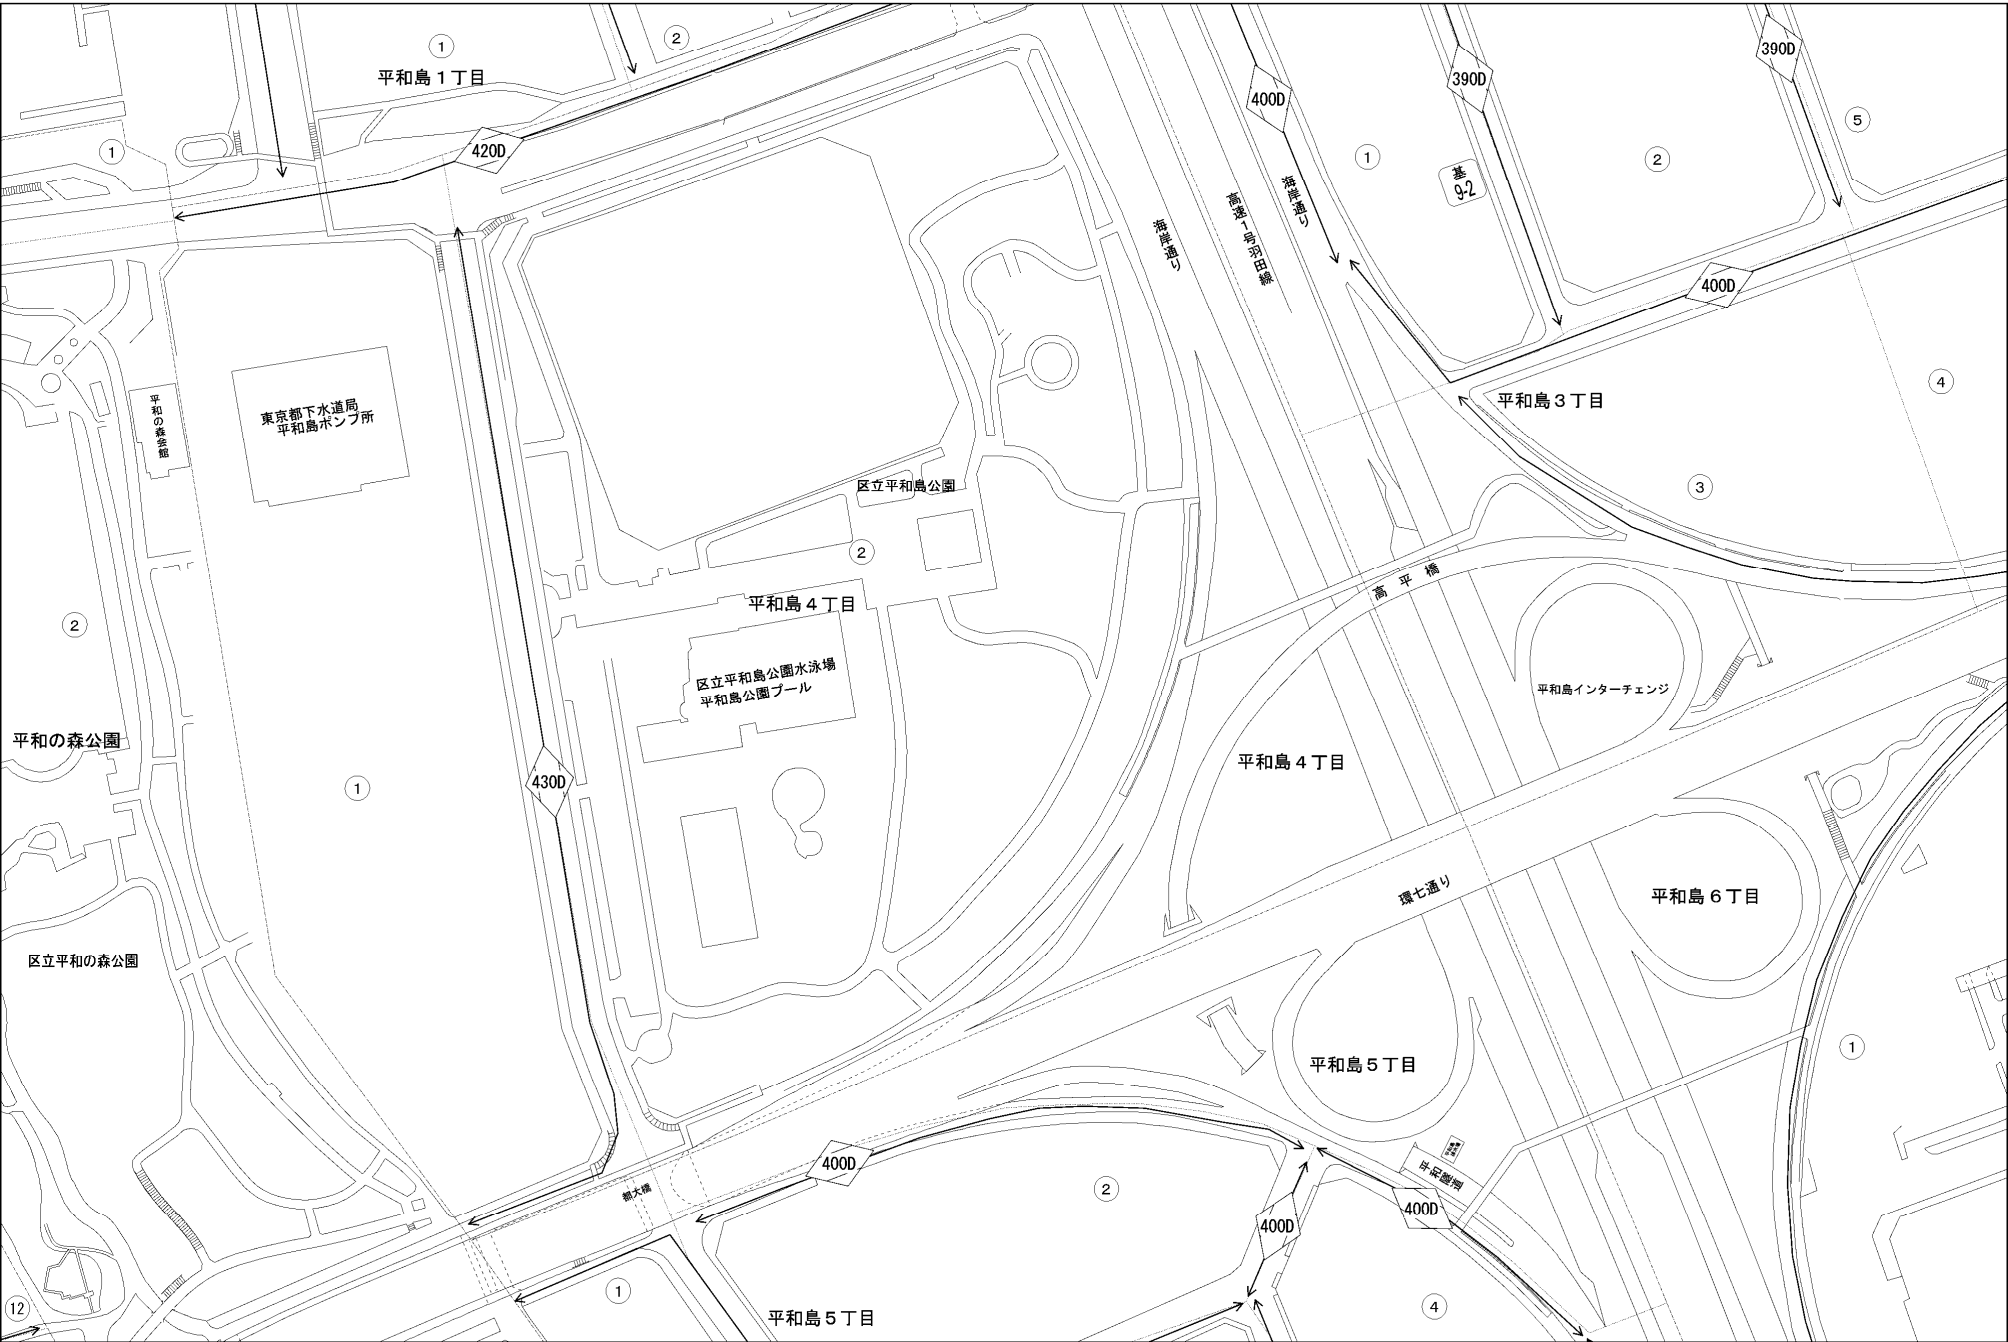 ①
平和島１丁目
②
390D
390D
400D
⑤
420D
①
①
②
基
9-2
海岸通り
高速１号羽田線
海岸通り
400D
平和島３丁目
④
東京都下水道局
平和島ポンプ所
平和の森会館
区立平和島公園
③
②
高平橋
平和島４丁目
②
区立平和島公園水泳場
平和島公園プール
平和島インターチェンジ
平和の森公園
平和島４丁目
430D
①
環七通り
平和島６丁目
区立平和の森公園
①
平和島５丁目
400D
平和隧道
都大橋
②
400D
400D
①
⑫
平和島５丁目
④